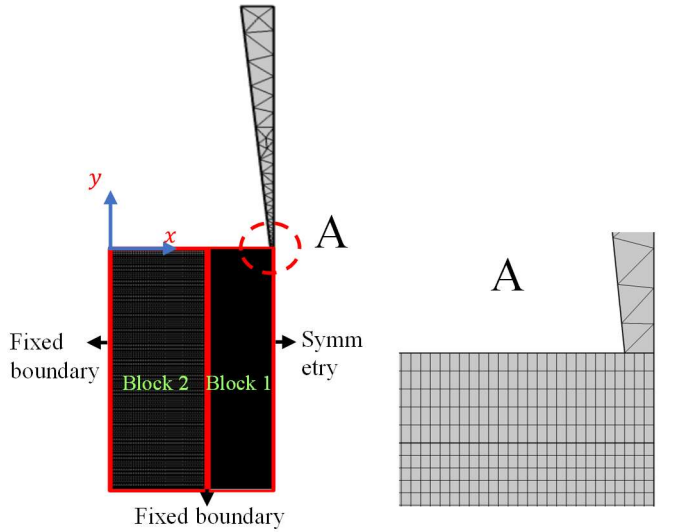 y
x
A
A
Fixed
boundary
Symm
etry
Block 2
Block 1
Fixed boundary